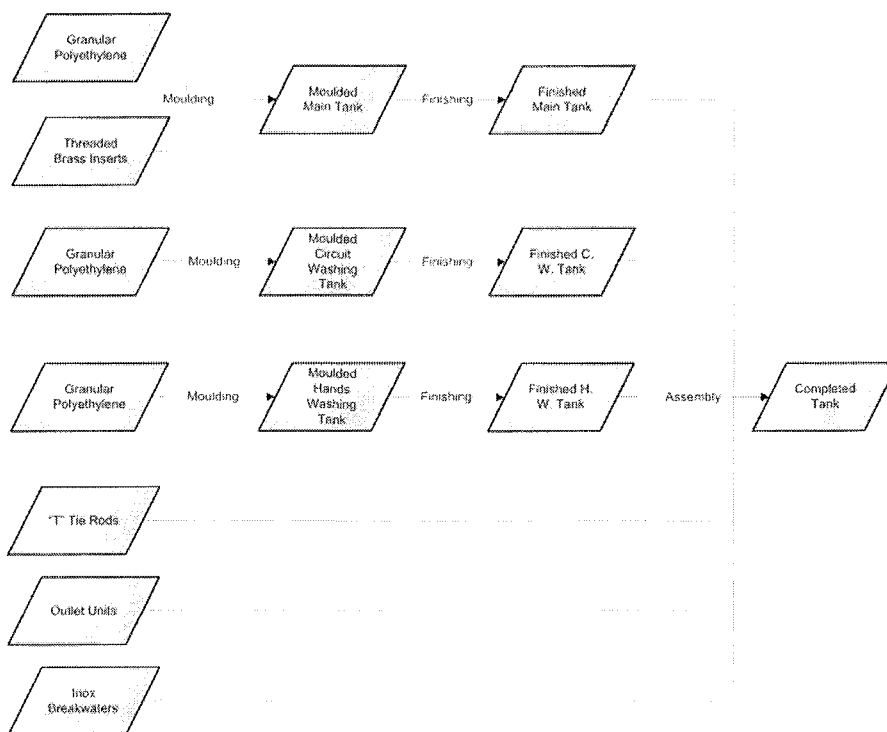 Granular
Polyethylene
Moulding
Moulded
Main Tank
Finishing
Finished
Main Tank
Threaded
Brass Inserts
Granular
Polyethylene
Moulding
Moulded
Circuit
Washing
Tank
Finishing
Finished C.
W. Tank
Granular
Polyethylene
Moulding
Moulded
Hands
Washing
Tank
Finishing
Finished H.
W. Tank
Assembly
Completed
Tank
"T" Tie Rods
Outlet Units
Inox
Breakwaters